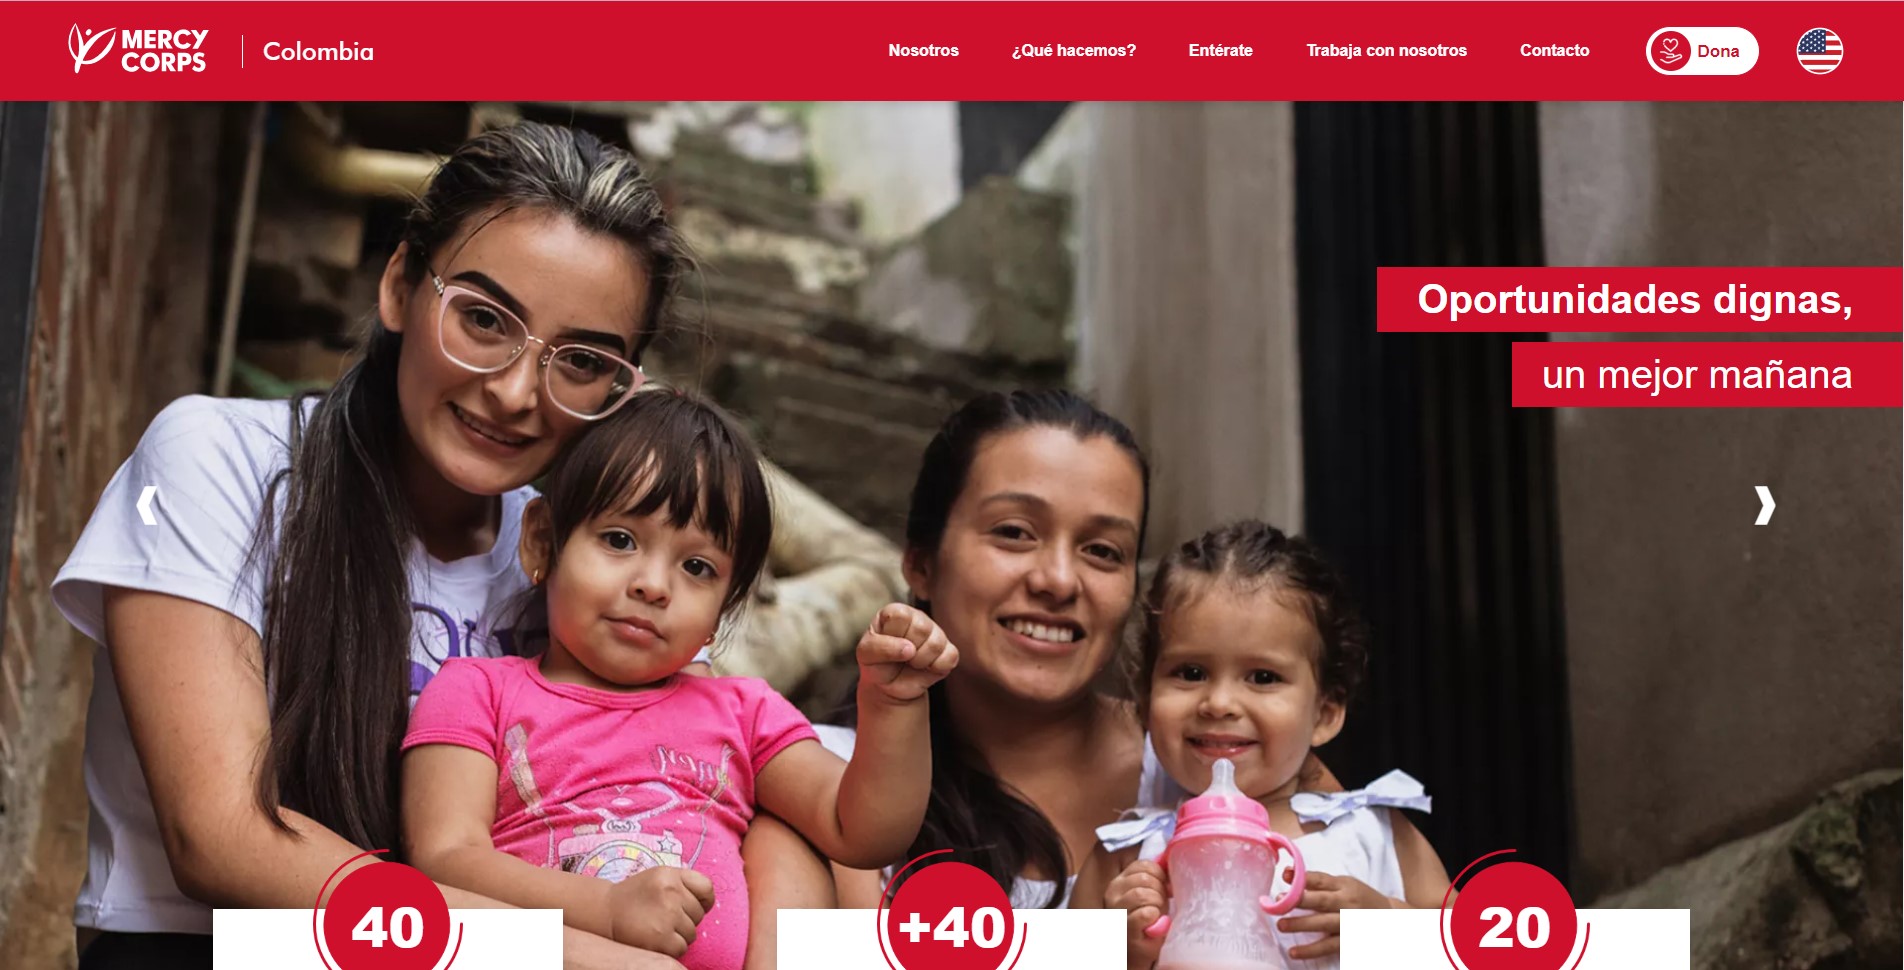 MERCY
CORPS
Colombia
Nosotros
¿Qué hacemos?
Entérate
Trabaja con nosotros
Contacto
Dona
Oportunidades dignas,
un mejor mañana
40
+40
20